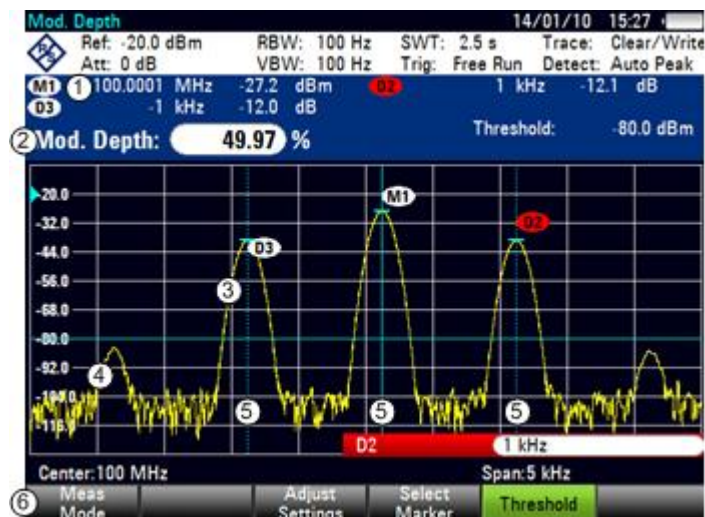 Mod. Depth 14/01/10 15:27
R S Ref: -20.0 dBm RBW: 100 Hz SWT: 2.5 s Trace: Clear/Write
Att: 0 dB VBW: 100 Hz Trig: Free Run Detect: Auto Peak
M1 1 100.0001 MHz -27.2 dBm D2 1 kHz -12.1 dB
D3 -1 kHz -12.0 dB
Threshold: -80.0 dBm
2 Mod. Depth: 49.97 %
-20.0
M1
-32.0
D2
-44.0
D3
-56.0
3
-68.0
-80.0
-92.0
4
-104.0
5 5 5
-116.0
D2 1 kHz
Center:100 MHz Span:5 kHz
6 Meas Mode Adjust Settings Select Marker Threshold